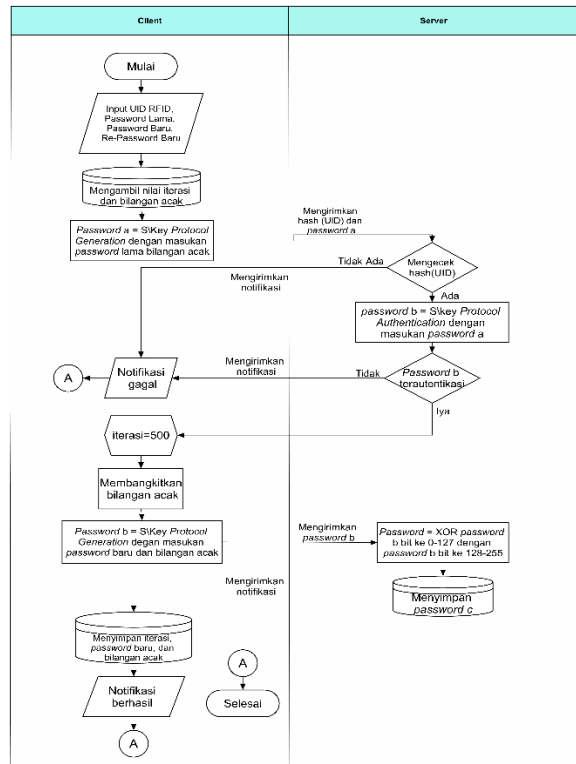 Client
Server
Mulai
Input UID RFID,
Password Lama.
Password Baru.
Re-Password Baru
Mengambil nilai iterasi
dan bilangan acak
Password a = S\Key Protocol
Generation dengan masukan
password lama bilangan acak
Mengirimkan
hash (UID) dan
password a
Mengecek
hash(UID)
Tidak Ada
Mengirimkan
notifikasi
Ada
password b = S\key Protocol
Authentication dengan
masukan password a
A
Notifikasi
gagal
Mengirimkan
notifikasi
Tidak
Password b
terautentikasi
Iya
iterasi=500
Membangkitkan
bilangan acak
Password b = S\Key Protocol
Generation degan masukan
password baru dan bilangan acak
Mengirimkan
password b
Password = XOR password
b bit ke 0-127 dengan
password b bit ke 128-255
Mengirimkan
notifikasi
Menyimpan
password c
Menyimpan iterasi,
password baru, dan
bilangan acak
Notifikasi
berhasil
A
A
Selesai